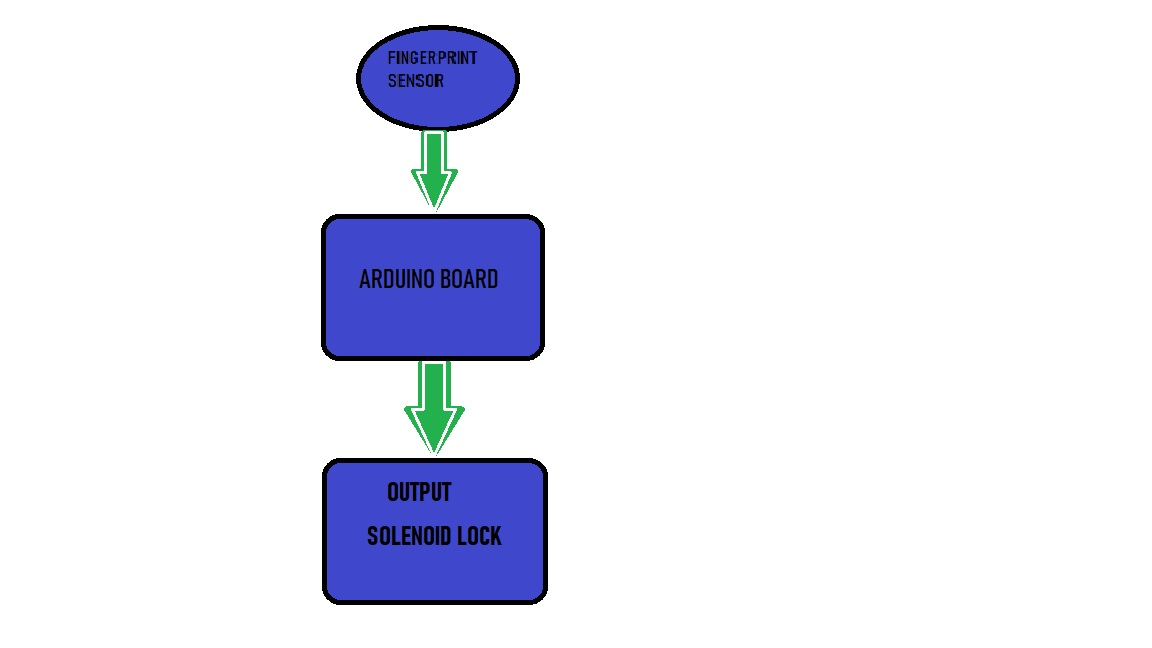 FINGERPRINT
SENSOR
ARDUINO BOARD
OUTPUT
SOLENOID LOCK